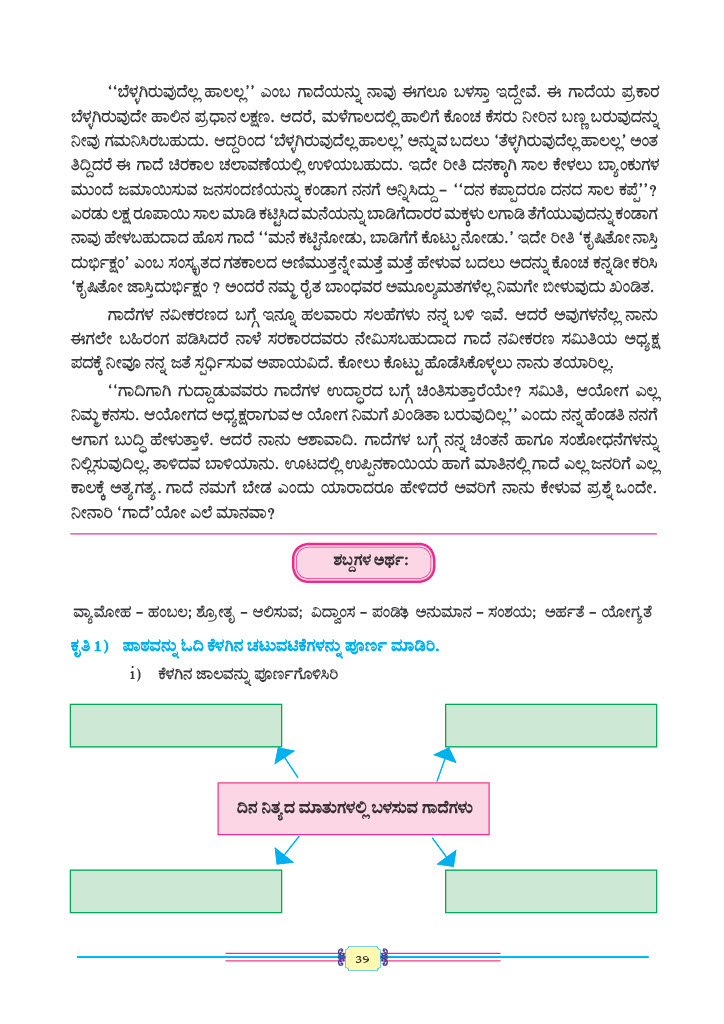 ‘‘ಬೆಳ್ಳಗಿರುವುದೆಲ್ಲ ಹಾಲಲ್ಲ’’ ಎಂಬ ಗಾದೆಯನ್ನು ನಾವು ಈಗಲೂ ಬಳಸ್ತಾ ಇದ್ದೇವೆ. ಈ ಗಾದೆಯ ಪ್ರಕಾರ
ಬೆಳ್ಳಗಿರುವುದೇ ಹಾಲಿನ ಪ್ರಧಾನ ಲಕ್ಷಣ. ಆದರೆ, ಮಳೆಗಾಲದಲ್ಲಿ ಹಾಲಿಗೆ ಕೊಂಚ ಕೆಸರು ನೀರಿನ ಬಣ್ಣ ಬರುವುದನ್ನು
ನೀವು ಗಮನಿಸಿರಬಹುದು. ಆದ್ದರಿಂದ ‘ಬೆಳ್ಳಗಿರುವುದೆಲ್ಲ ಹಾಲಲ್ಲ’ ಅನ್ನುವ ಬದಲು ‘ತೆಳ್ಳಗಿರುವುದೆಲ್ಲ ಹಾಲಲ್ಲ’ ಅಂತ
ತಿದ್ದಿದರೆ ಈ ಗಾದೆ ಚಿರಕಾಲ ಚಲಾವಣೆಯಲ್ಲಿ ಉಳಿಯಬಹುದು. ಇದೇ ರೀತಿ ದನಕ್ಕಾಗಿ ಸಾಲ ಕೇಳಲು ಬ್ಯಾಂಕುಗಳ
ಮುಂದೆ ಜಮಾಯಿಸುವ ಜನಸಂದಣಿಯನ್ನು ಕಂಡಾಗ ನನಗೆ ಅನ್ನಿಸಿದ್ದು – ‘‘ದನ ಕಪ್ಪಾದರೂ ದನದ ಸಾಲ ಕಪ್ಪೆ’’?
ಎರಡು ಲಕ್ಷ ರೂಪಾಯಿ ಸಾಲ ಮಾಡಿ ಕಟ್ಟಿಸಿದ ಮನೆಯನ್ನು ಬಾಡಿಗೆದಾರರ ಮಕ್ಕಳು ಲಗಾಡಿ ತೆಗೆಯುವುದನ್ನು ಕಂಡಾಗ
ನಾವು ಹೇಳಬಹುದಾದ ಹೊಸ ಗಾದೆ ‘‘ಮನೆ ಕಟ್ಟಿನೋಡು, ಬಾಡಿಗೆಗೆ ಕೊಟ್ಟು ನೋಡು.’ ಇದೇ ರೀತಿ ‘ಕೃಷಿತೋ ನಾಸ್ತಿ
ದುರ್ಭಿಕ್ಷಂ’ ಎಂಬ ಸಂಸ್ಕೃತದ ಗತಕಾಲದ ಅಣಿಮುತ್ತನ್ನೇ ಮತ್ತೆ ಮತ್ತೆ ಹೇಳುವ ಬದಲು ಅದನ್ನು ಕೊಂಚ ಕನ್ನಡೀಕರಿಸಿ
‘ಕೃಷಿತೋ ಜಾಸ್ತಿದುರ್ಭಿಕ್ಷಂ ? ಅಂದರೆ ನಮ್ಮ ರೈತ ಬಾಂಧವರ ಅಮೂಲ್ಯಮತಗಳೆಲ್ಲ ನಿಮಗೇ ಬೀಳುವುದು ಖಂಡಿತ.
ಗಾದೆಗಳ ನವೀಕರಣದ ಬಗ್ಗೆ ಇನ್ನೂ ಹಲವಾರು ಸಲಹೆಗಳು ನನ್ನ ಬಳಿ ಇವೆ. ಆದರೆ ಅವುಗಳನೆಲ್ಲ ನಾನು
ಈಗಲೇ ಬಹಿರಂಗ ಪಡಿಸಿದರೆ ನಾಳೆ ಸರಕಾರದವರು ನೇಮಿಸಬಹುದಾದ ಗಾದೆ ನವೀಕರಣ ಸಮಿತಿಯ ಅಧ್ಯಕ್ಷ
ಪದಕ್ಕೆ ನೀವೂ ನನ್ನ ಜತೆ ಸ್ಪರ್ಧಿಸುವ ಅಪಾಯವಿದೆ. ಕೋಲು ಕೊಟ್ಟು ಹೊಡೆಸಿಕೊಳ್ಳಲು ನಾನು ತಯಾರಿಲ್ಲ.
‘‘ಗಾದಿಗಾಗಿ ಗುದ್ದಾಡುವವರು ಗಾದೆಗಳ ಉದ್ಧಾರದ ಬಗ್ಗೆ ಚಿಂತಿಸುತ್ತಾರೆಯೇ? ಸಮಿತಿ, ಆಯೋಗ ಎಲ್ಲ
ನಿಮ್ಮ ಕನಸು. ಆಯೋಗದ ಅಧ್ಯಕ್ಷರಾಗುವ ಆ ಯೋಗ ನಿಮಗೆ ಖಂಡಿತಾ ಬರುವುದಿಲ್ಲ’’ ಎಂದು ನನ್ನ ಹೆಂಡತಿ ನನಗೆ
ಆಗಾಗ ಬುದ್ಧಿ ಹೇಳುತ್ತಾಳೆ. ಆದರೆ ನಾನು ಆಶಾವಾದಿ. ಗಾದೆಗಳ ಬಗ್ಗೆ ನನ್ನ ಚಿಂತನೆ ಹಾಗೂ ಸಂಶೋಧನೆಗಳನ್ನು
ನಿಲ್ಲಿಸುವುದಿಲ್ಲ. ತಾಳಿದವ ಬಾಳಿಯಾನು. ಊಟದಲ್ಲಿ ಉಪ್ಪಿನಕಾಯಿಯ ಹಾಗೆ ಮಾತಿನಲ್ಲಿ ಗಾದೆ ಎಲ್ಲ ಜನರಿಗೆ ಎಲ್ಲ
ಕಾಲಕ್ಕೆ ಅತ್ಯಗತ್ಯ. ಗಾದೆ ನಮಗೆ ಬೇಡ ಎಂದು ಯಾರಾದರೂ ಹೇಳಿದರೆ ಅವರಿಗೆ ನಾನು ಕೇಳುವ ಪ್ರಶ್ನೆ ಒಂದೇ.
ನೀನಾರಿ ‘ಗಾದೆ’ಯೋ ಎಲೆ ಮಾನವಾ?
ಶಬ್ದಗಳ ಅರ್ಥ:
ವ್ಯಾಮೋಹ – ಹಂಬಲ; ಶ್ರೋತೃ – ಆಲಿಸುವ; ವಿದ್ವಾಂಸ – ಅನುಮಾನ – ಸಂಶಯ; ಅರ್ಹತೆ – ಯೋಗ್ಯತೆ
ಕೃತಿ 1) ಪಾಠವನ್ನು ಓದಿ ಕೆಳಗಿನ ಚಟುವಟಿಕೆಗಳನ್ನು ಪೂರ್ಣ ಮಾಡಿರಿ.
i) ಕೆಳಗಿನ ಜಾಲವನ್ನು ಪೂರ್ಣಗೊಳಿಸಿರಿ
ದಿನ ನಿತ್ಯದ ಮಾತುಗಳಲ್ಲಿ ಬಳಸುವ ಗಾದೆಗಳು
39